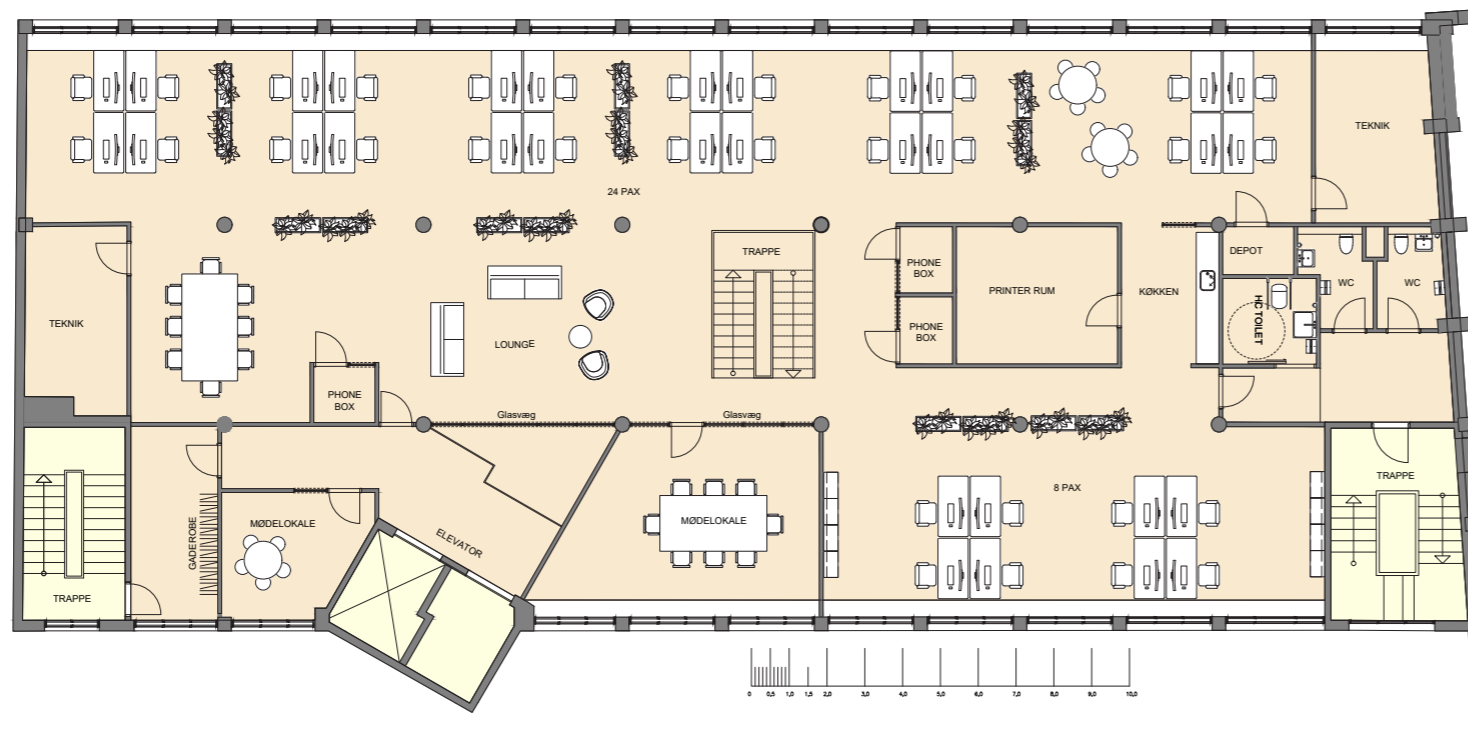 TEKNIK
24 PAX
TRAPPE
DEPOT
PHONE
BOX
PRINTER RUM
KØKKEN
WC
WC
HC TOILET
TEKNIK
LOUNGE
PHONE
BOX
PHONE
BOX
Glasvæg
Glasvæg
TRAPPE
8 PAX
MØDELOKALE
MØDELOKALE
GADEROBE
ELEVATOR
TRAPPE
0 0,5 1,0 1,5 2,0 3,0 4,0 5,0 6,0 7,0 8,0 9,0 10,0